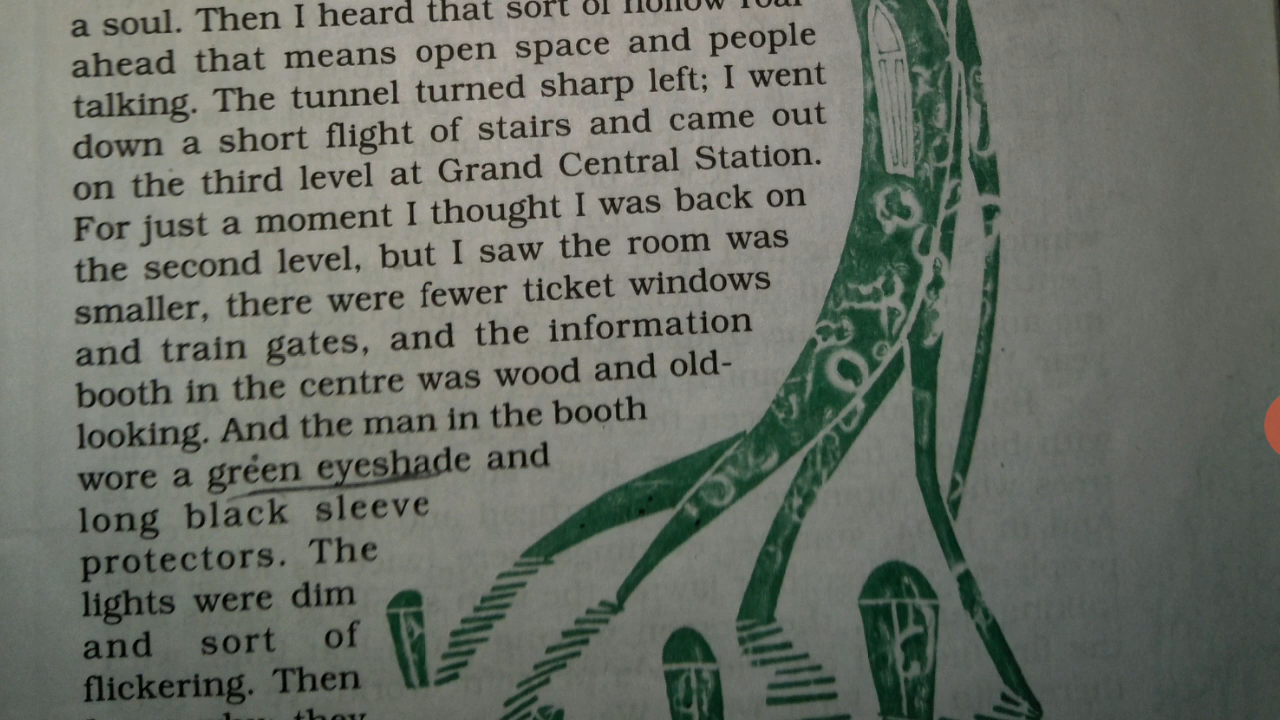 a soul. Then I heard that sort of hollow roar
ahead that means open space and people
talking. The tunnel turned sharp left; I went
down a short flight of stairs and came out
on the third level at Grand Central Station.
For just a moment I thought I was back on
the second level, but I saw the room was
smaller, there were fewer ticket windows
and train gates, and the information
booth in the centre was wood and old-
looking. And the man in the booth
wore a green eyeshade and
long black sleeve
protectors. The
lights were dim
and sort of
flickering. Then
they